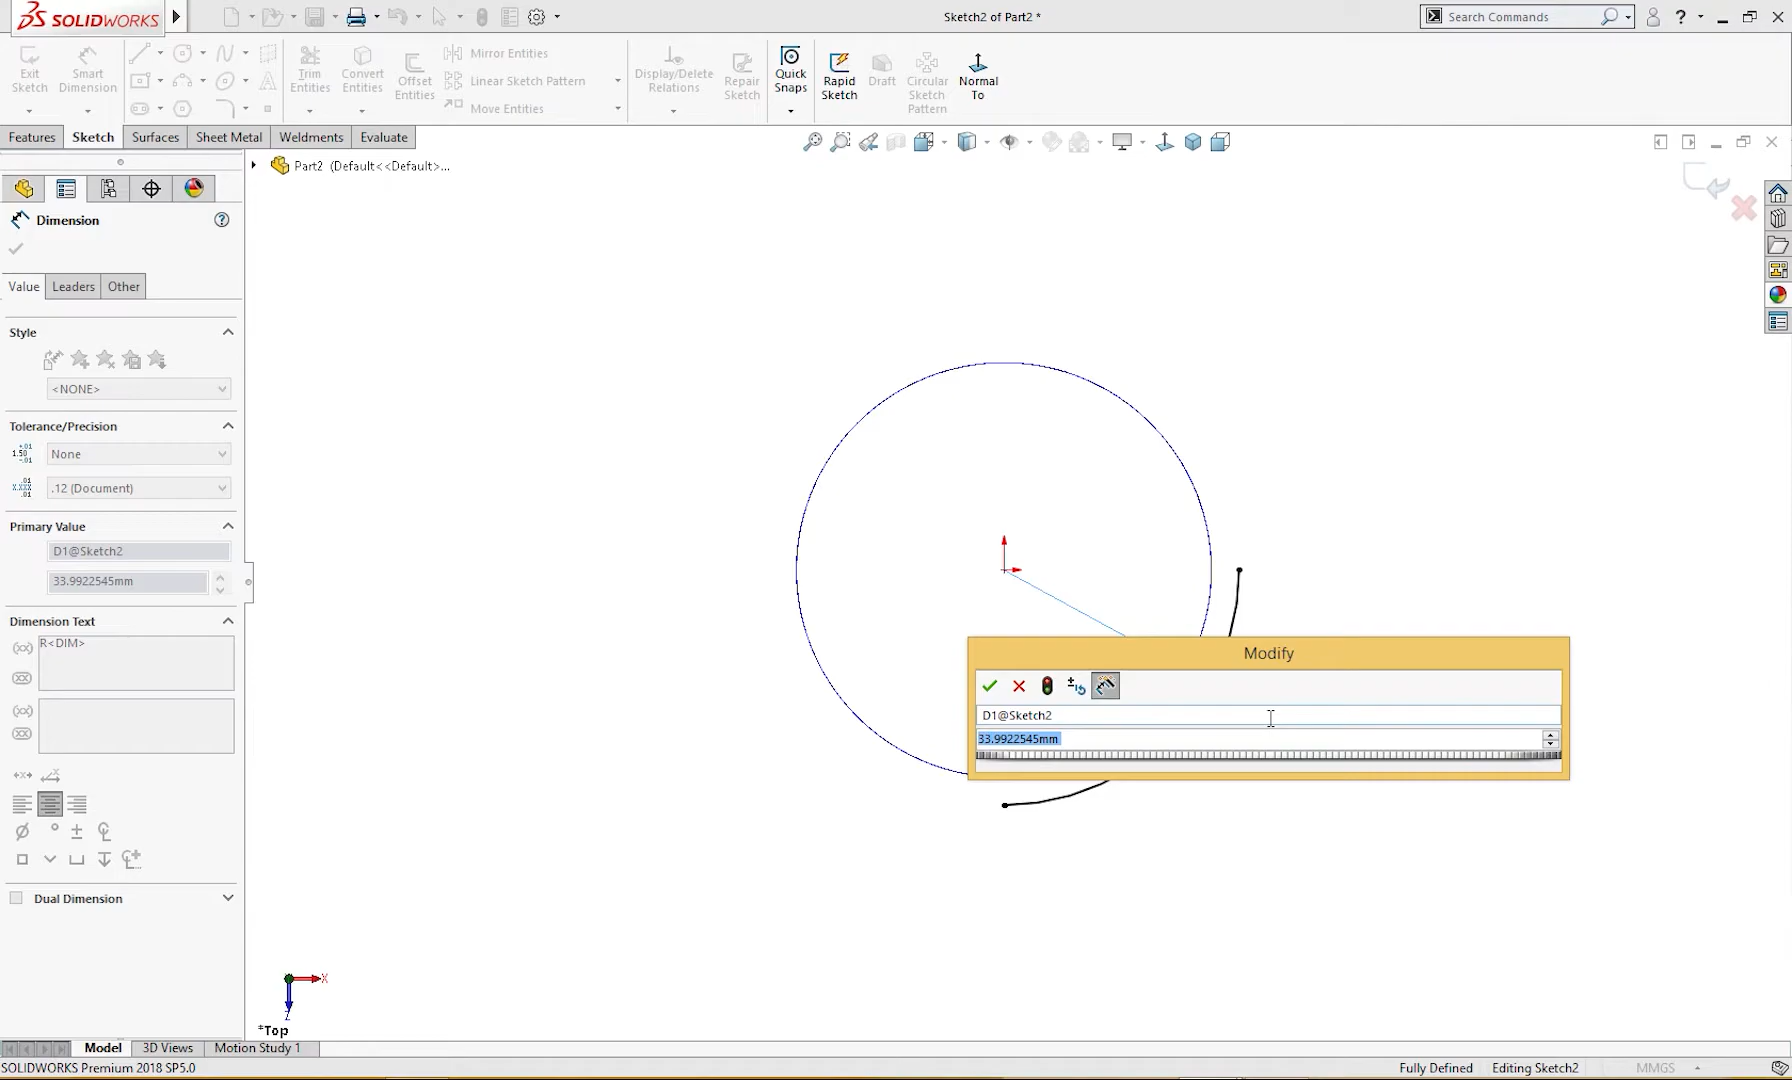 SOLIDWORKS
Sketch2 of Part2 *
Search Commands
?
Exit Sketch
Smart Dimension
Trim Entities
Convert Entities
Offset Entities
Mirror Entities
Linear Sketch Pattern
Move Entities
Display/Delete Relations
Repair Sketch
Quick Snaps
Rapid Sketch
Draft
Circular Sketch Pattern
Normal To
Features
Sketch
Surfaces
Sheet Metal
Weldments
Evaluate
Part2 (Default<<Default>...
Dimension
Value
Leaders
Other
Style
<NONE>
Tolerance/Precision
None
.12 (Document)
Primary Value
D1@Sketch2
33.9922545mm
Dimension Text
R<DIM>
Dual Dimension
Modify
D1@Sketch2
33.9922545mm
X
*Top
Model
3D Views
Motion Study 1
SOLIDWORKS Premium 2018 SP5.0
Fully Defined
Editing Sketch2
MMGS